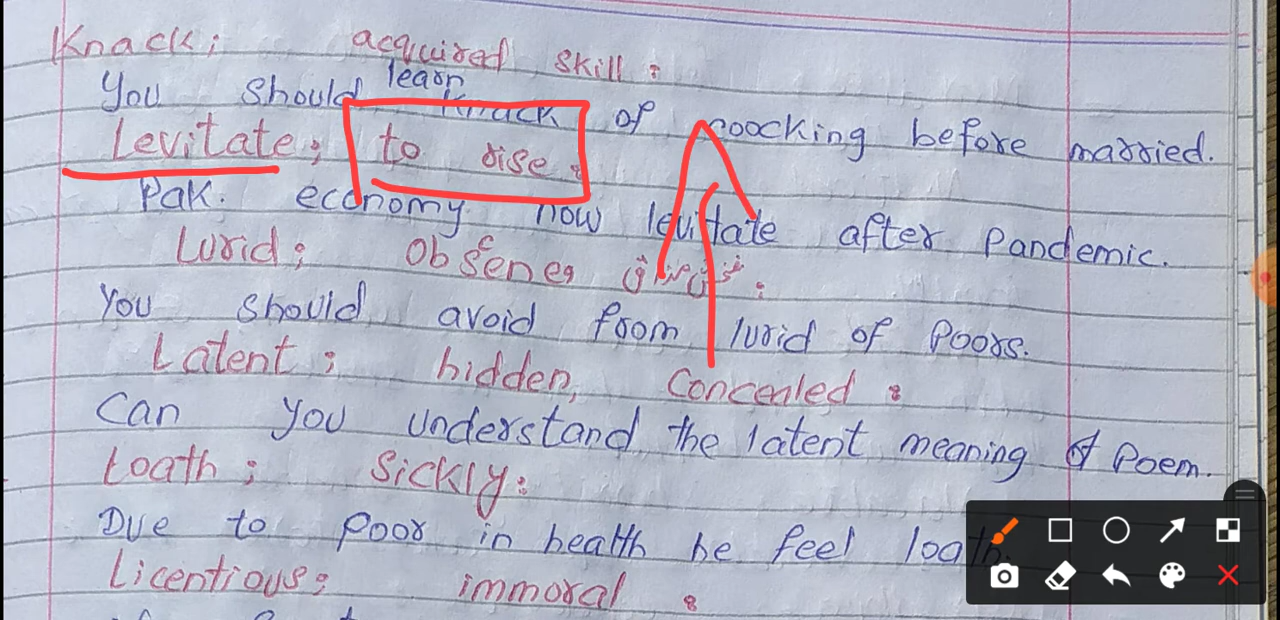 Knack; acquired skill:
You should learn knack of coocking before married.
Levitate; to rise:
Pak. economy now levitate after Pandemic.
Lurid; Obscenes
You should avoid from lurid of Poors.
Latent; hidden, Concealed:
Can you understand the latent meaning of Poem.
Loath; Sickly:
Due to Poor in health he feel loath.
Licentious; immoral: